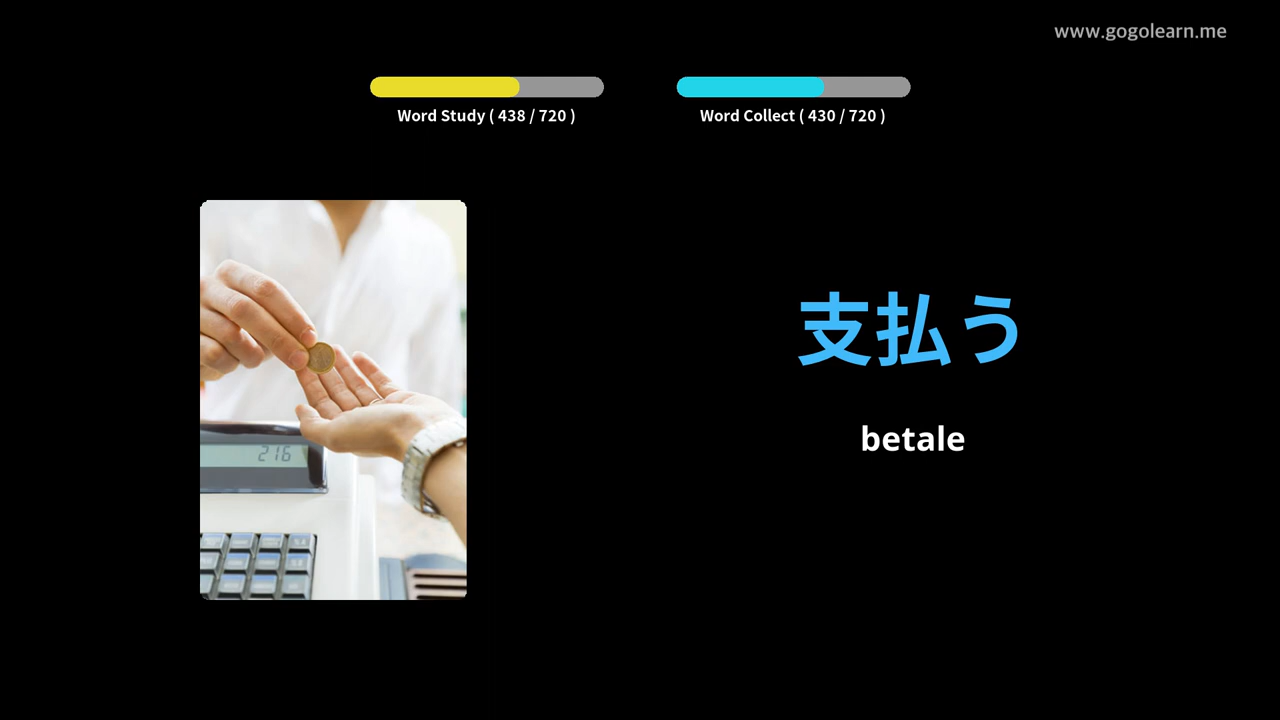 www.gogolearn.me
Word Study ( 438 / 720 )
Word Collect ( 430 / 720 )
216
支払う
betale